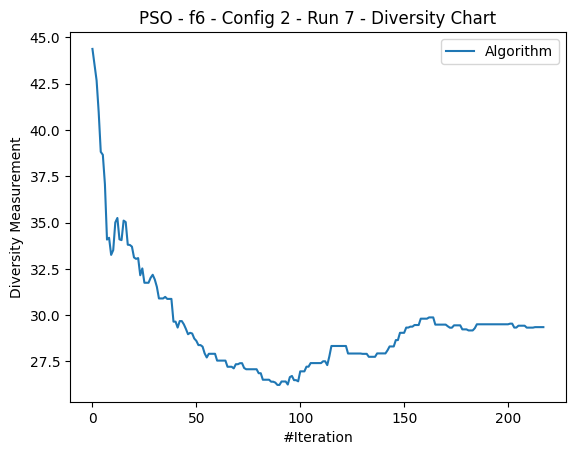 PSO - f6 - Config 2 - Run 7 - Diversity Chart
Algorithm
Diversity Measurement
45.0
42.5
40.0
37.5
35.0
32.5
30.0
27.5
0 50 100 150 200
#Iteration